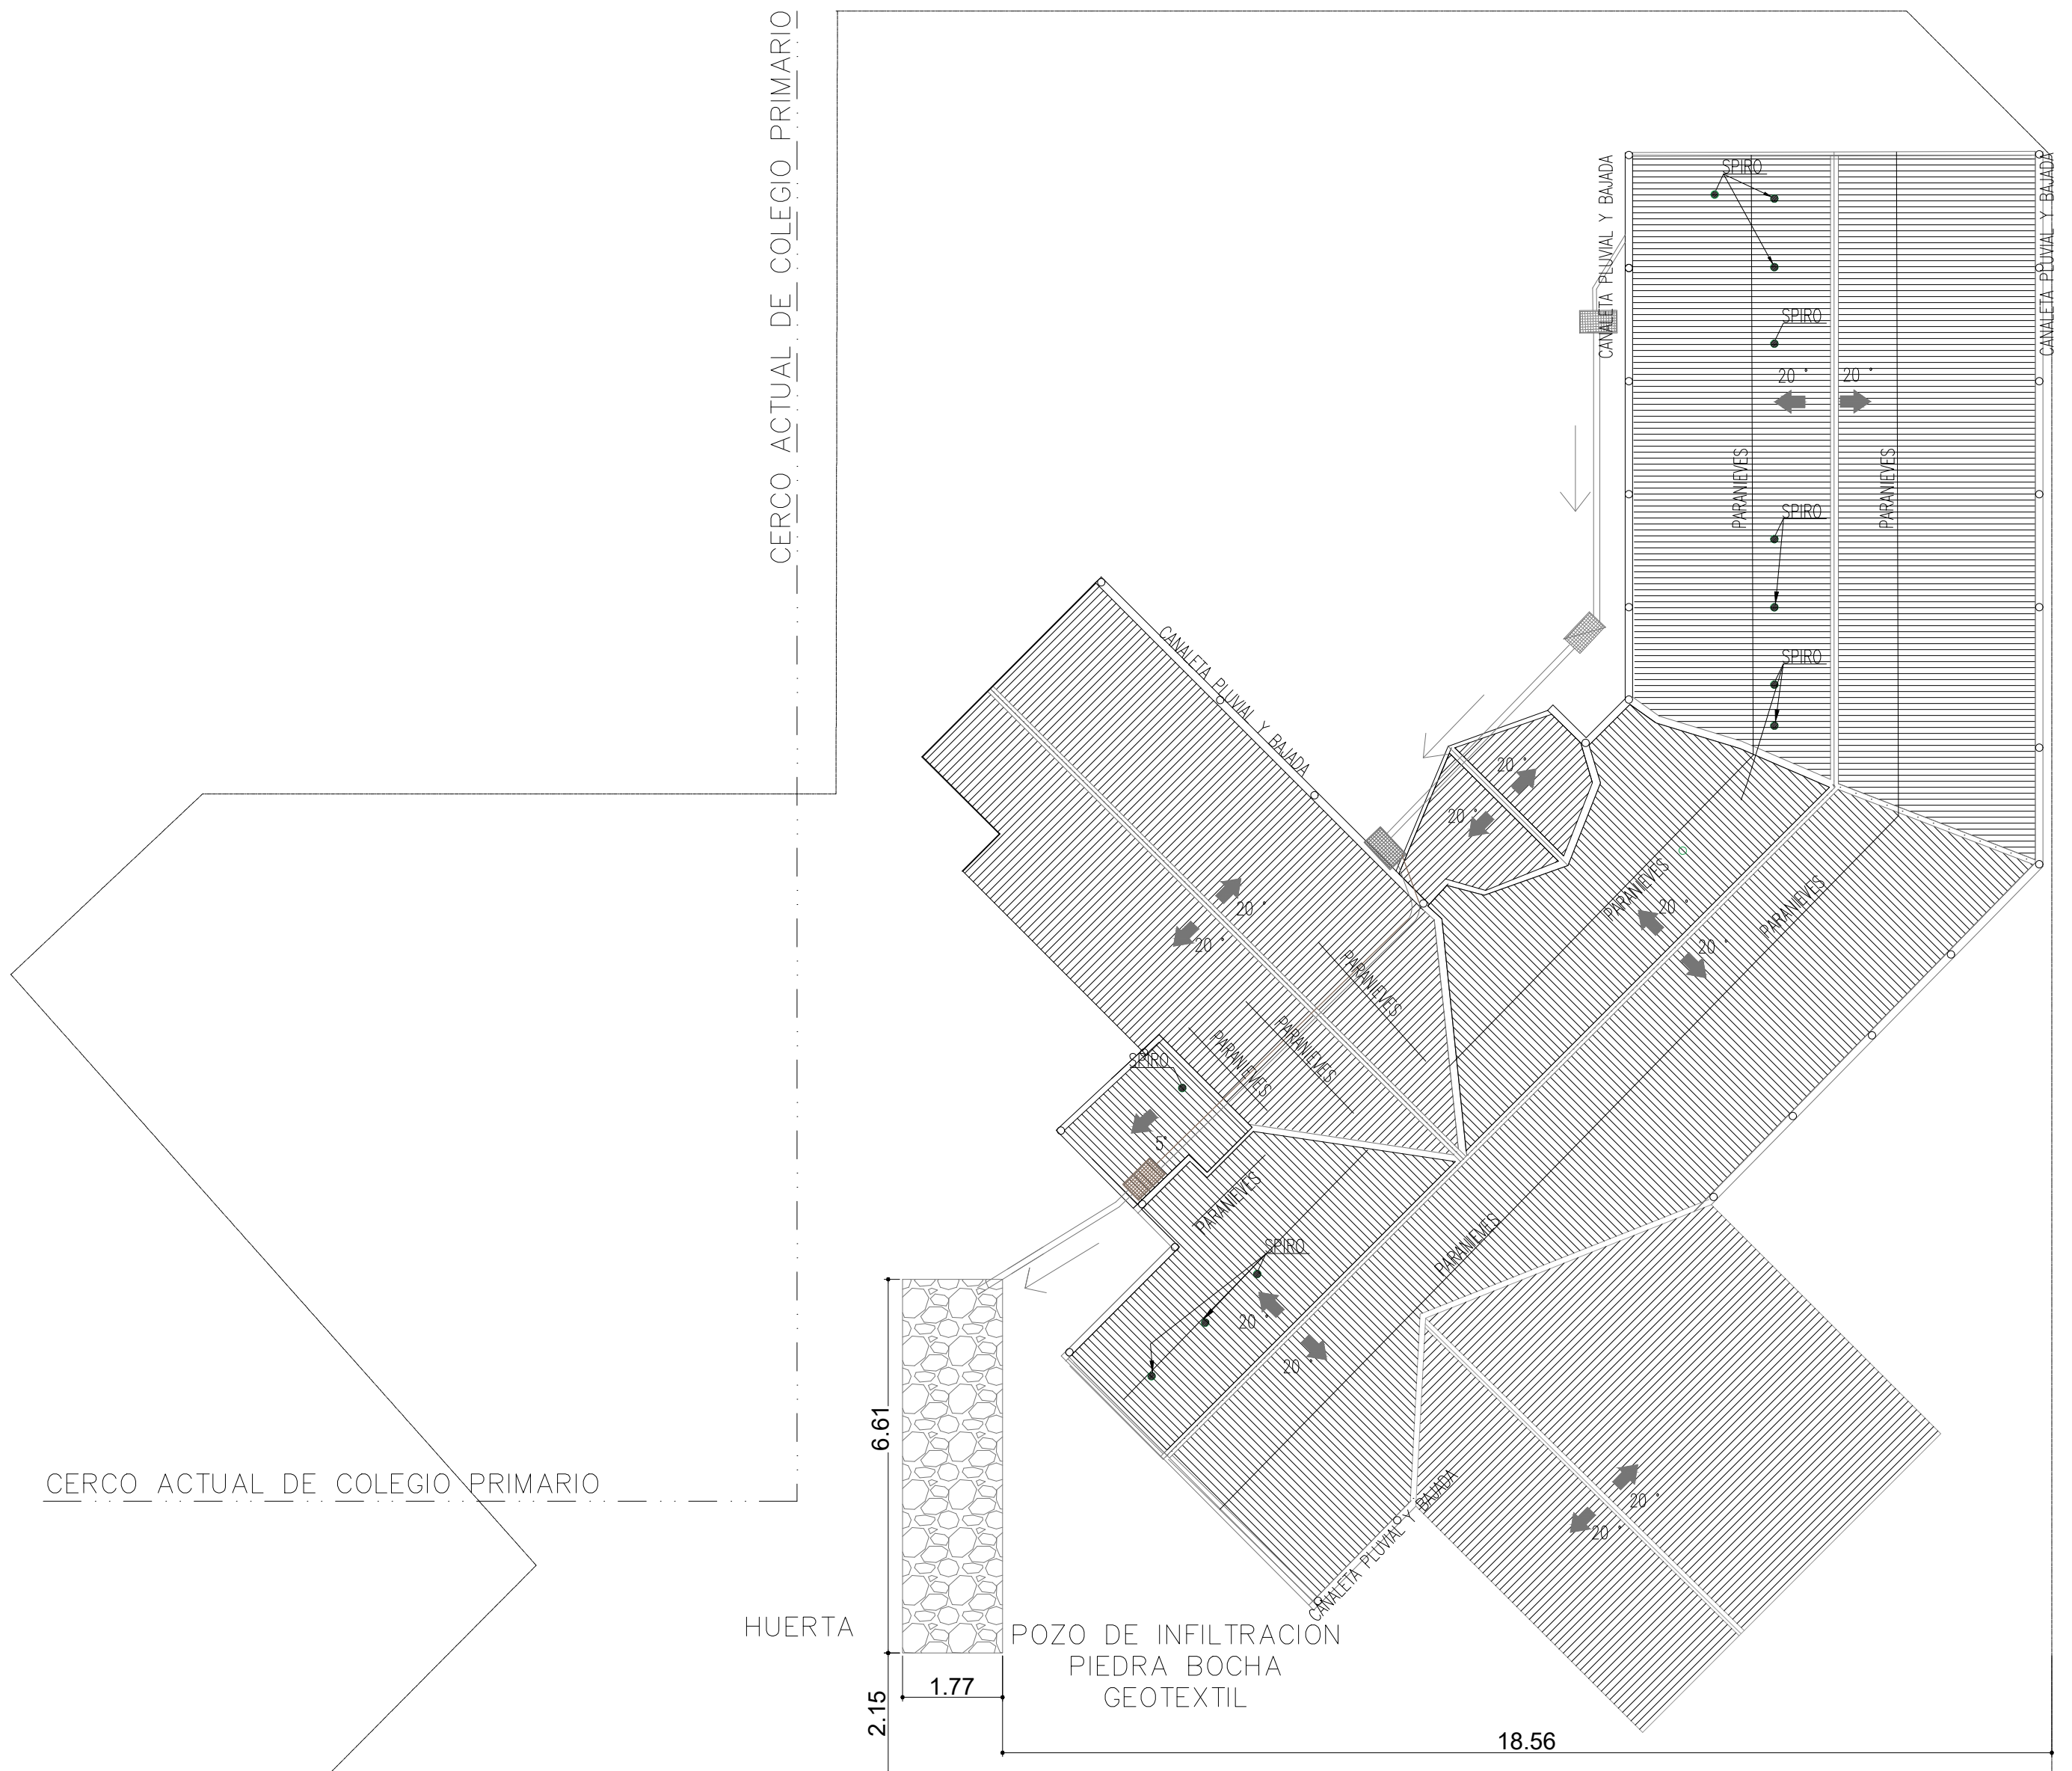 CERCO ACTUAL DE COLEGIO PRIMARIO
CANALETA PLUVIAL Y BAJADA
CANALETA PLUVIAL Y BAJADA
SPIRO
SPIRO
20 °
20 °
PARANIEVES
PARANIEVES
SPIRO
SPIRO
CANALETA PLUVIAL Y BAJADA
20 °
20 °
20 °
20 °
PARANIEVES
PARANIEVES
20 °
20 °
PARANIEVES
PARANIEVES
PARANIEVES
SPIRO
5°
PARANIEVES
PARANIEVES
SPIRO
20 °
20 °
6.61
CERCO ACTUAL DE COLEGIO PRIMARIO
CANALETA PLUVIAL Y BAJADA
20 °
20 °
HUERTA
POZO DE INFILTRACION
PIEDRA BOCHA
GEOTEXTIL
1.77
2.15
18.56